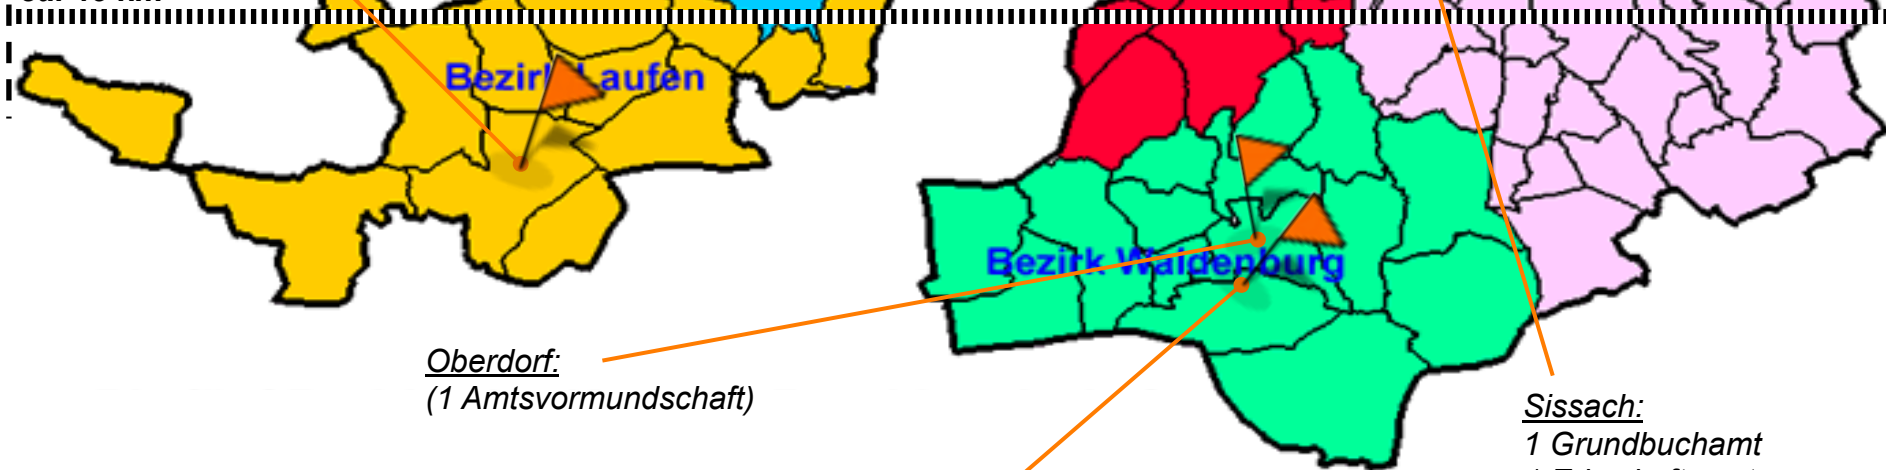 Bezirk Laufen
Bezirk Waldenburg
Oberdorf:
(1 Amtsvormundschaft)
Sissach:
1 Grundbuchamt